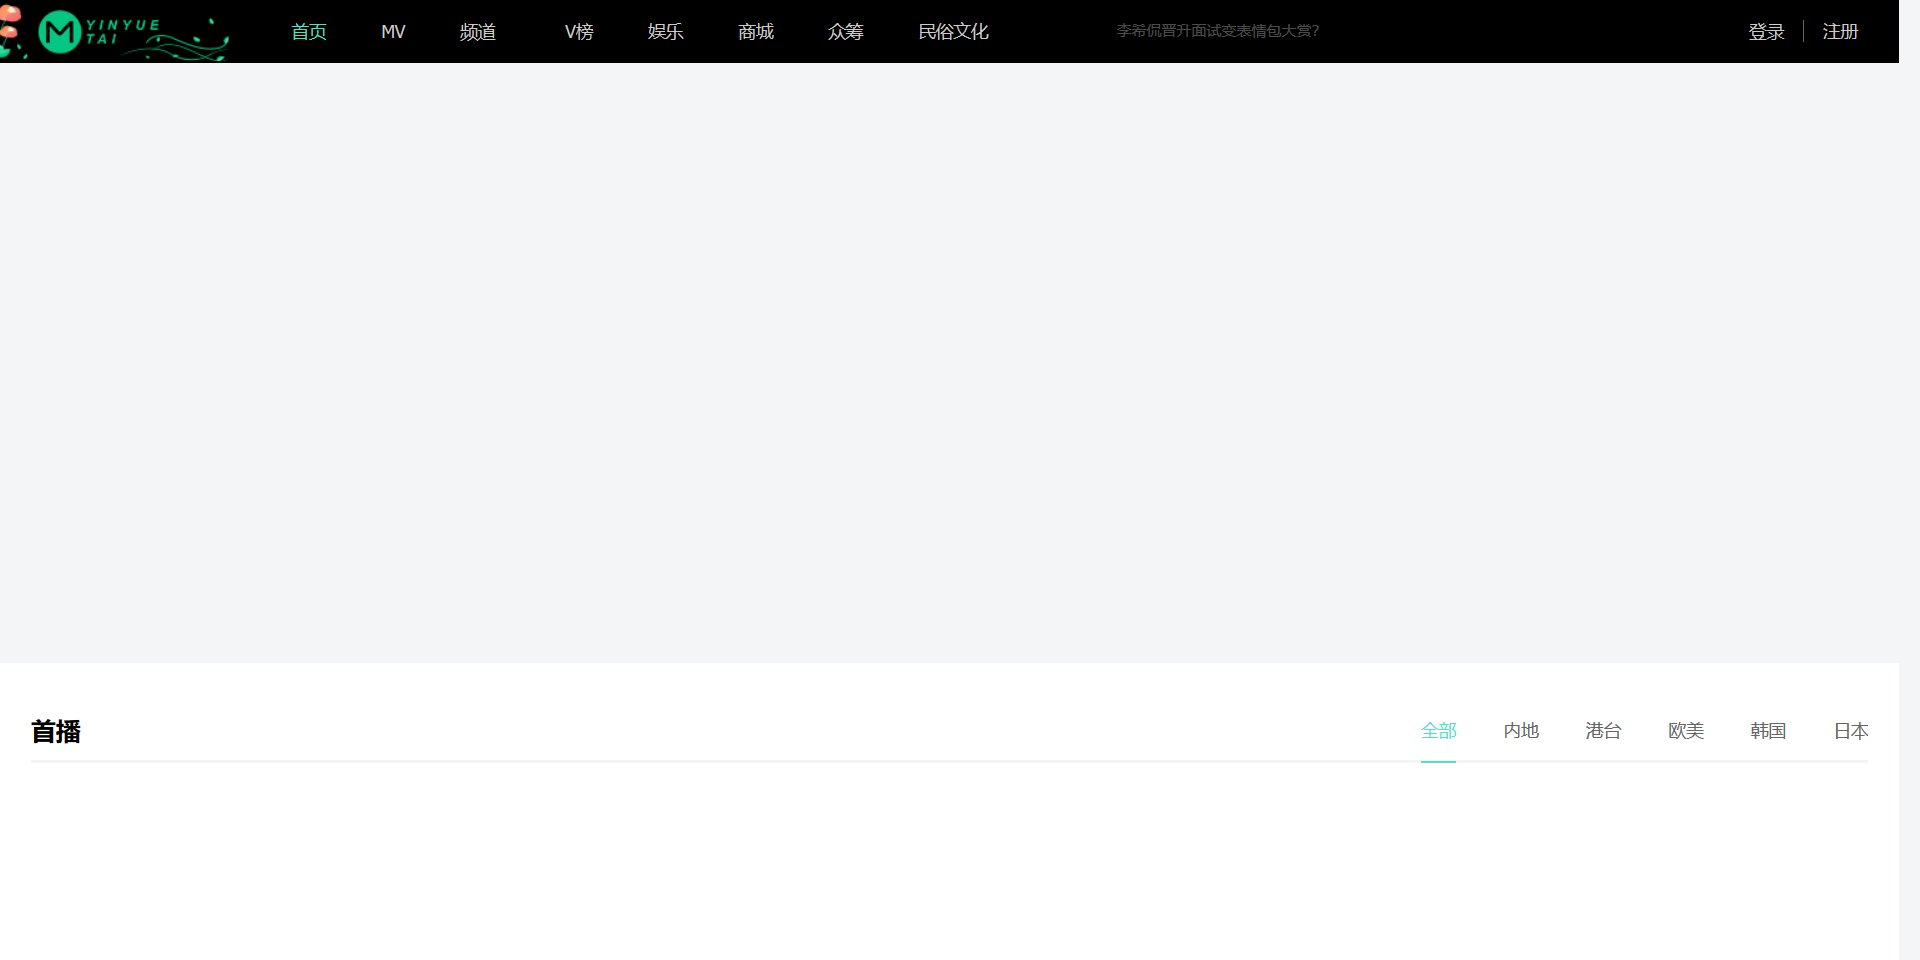 YINYUE
TAI
首页 MV 频道 V榜 娱乐 商城 众筹 民俗文化 李希侃晋升面试变表情包大赏? 登录 注册
首播 全部 内地 港台 欧美 韩国 日本